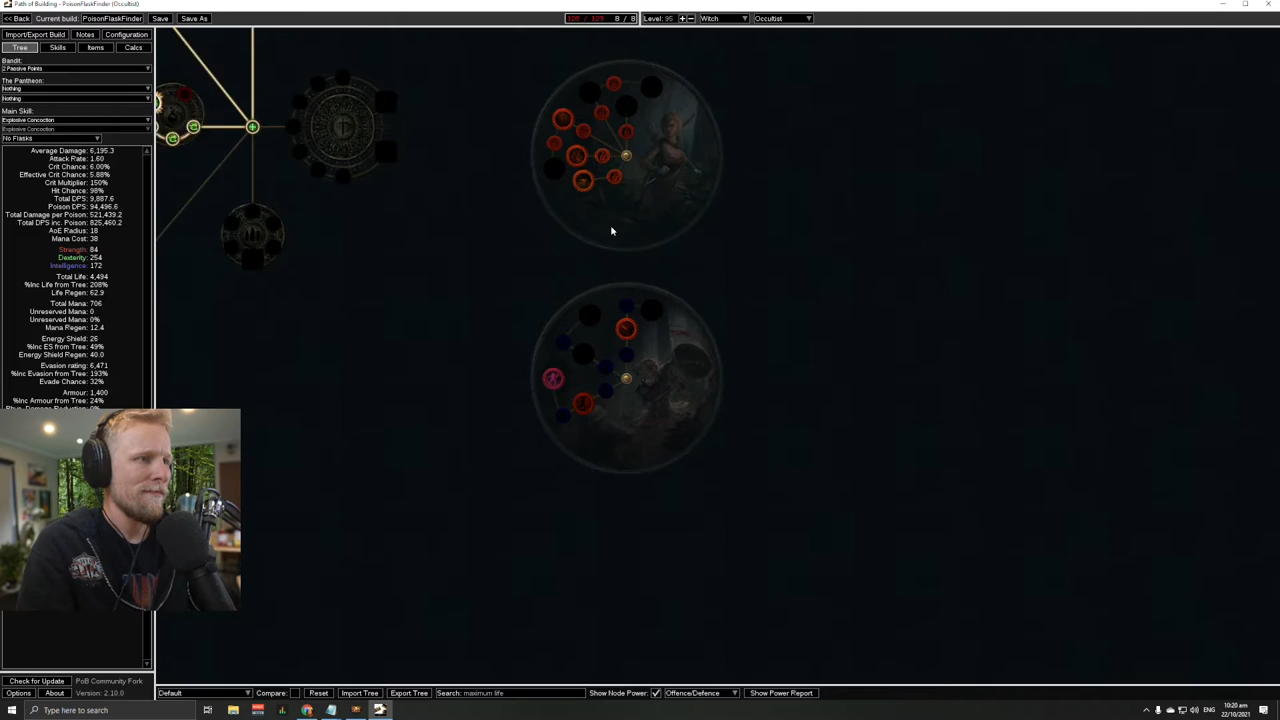 Path of Building - PoisonFlaskFinder (Occultist)
<< Back Current build: PoisonFlaskFinder Save Save As 8 / 8 Level: 95 + - Witch Occultist
Import/Export Build Notes Configuration
Tree Skills Items Calcs
Bandit:
2 Passive Points
The Pantheon:
Nothing
Nothing
Main Skill:
Explosive Concoction
Explosive Concoction
No Flasks
Average Damage: 6,195.3
Attack Rate: 1.60
Crit Chance: 6.00%
Effective Crit Chance: 5.88%
Crit Multiplier: 150%
Hit Chance: 98%
Total DPS: 9,887.6
Poison DPS: 94,496.6
Total Damage per Poison: 521,439.2
Total DPS inc. Poison: 825,460.2
AoE Radius: 18
Mana Cost: 38
Strength: 84
Dexterity: 254
Intelligence: 172
Total Life: 4,494
%Inc Life from Tree: 208%
Life Regen: 62.9
Total Mana: 706
Unreserved Mana: 0
Unreserved Mana: 0%
Mana Regen: 12.4
Energy Shield: 26
%Inc ES from Tree: 49%
Energy Shield Regen: 40.0
Evasion rating: 6,471
%Inc Evasion from Tree: 193%
Evade Chance: 32%
Armour: 1,400
%Inc Armour from Tree: 24%
Check for Update PoB Community Fork
Options About Version: 2.10.0
Default Compare: Reset Import Tree Export Tree Search: maximum life Show Node Power: Offence/Defence Show Power Report
Type here to search ENG 10:20 am
22/10/2021